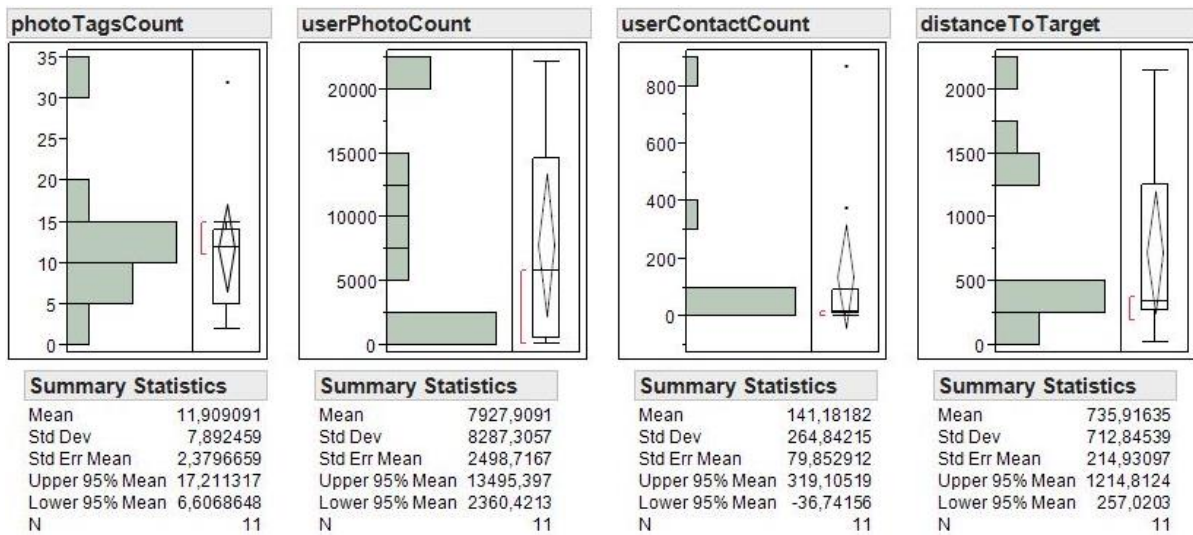 photoTagsCount
35
30
25
20
15
10
5
0
Summary Statistics
Mean 11,909091
Std Dev 7,892459
Std Err Mean 2,3796659
Upper 95% Mean 17,211317
Lower 95% Mean 6,6068648
N 11
userPhotoCount
20000
15000
10000
5000
0
Summary Statistics
Mean 7927,9091
Std Dev 8287,3057
Std Err Mean 2498,7167
Upper 95% Mean 13495,397
Lower 95% Mean 2360,4213
N 11
userContactCount
800
600
400
200
0
Summary Statistics
Mean 141,18182
Std Dev 264,84215
Std Err Mean 79,852912
Upper 95% Mean 319,10519
Lower 95% Mean -36,74156
N 11
distanceToTarget
2000
1500
1000
500
0
Summary Statistics
Mean 735,91635
Std Dev 712,84539
Std Err Mean 214,93097
Upper 95% Mean 1214,8124
Lower 95% Mean 257,0203
N 11